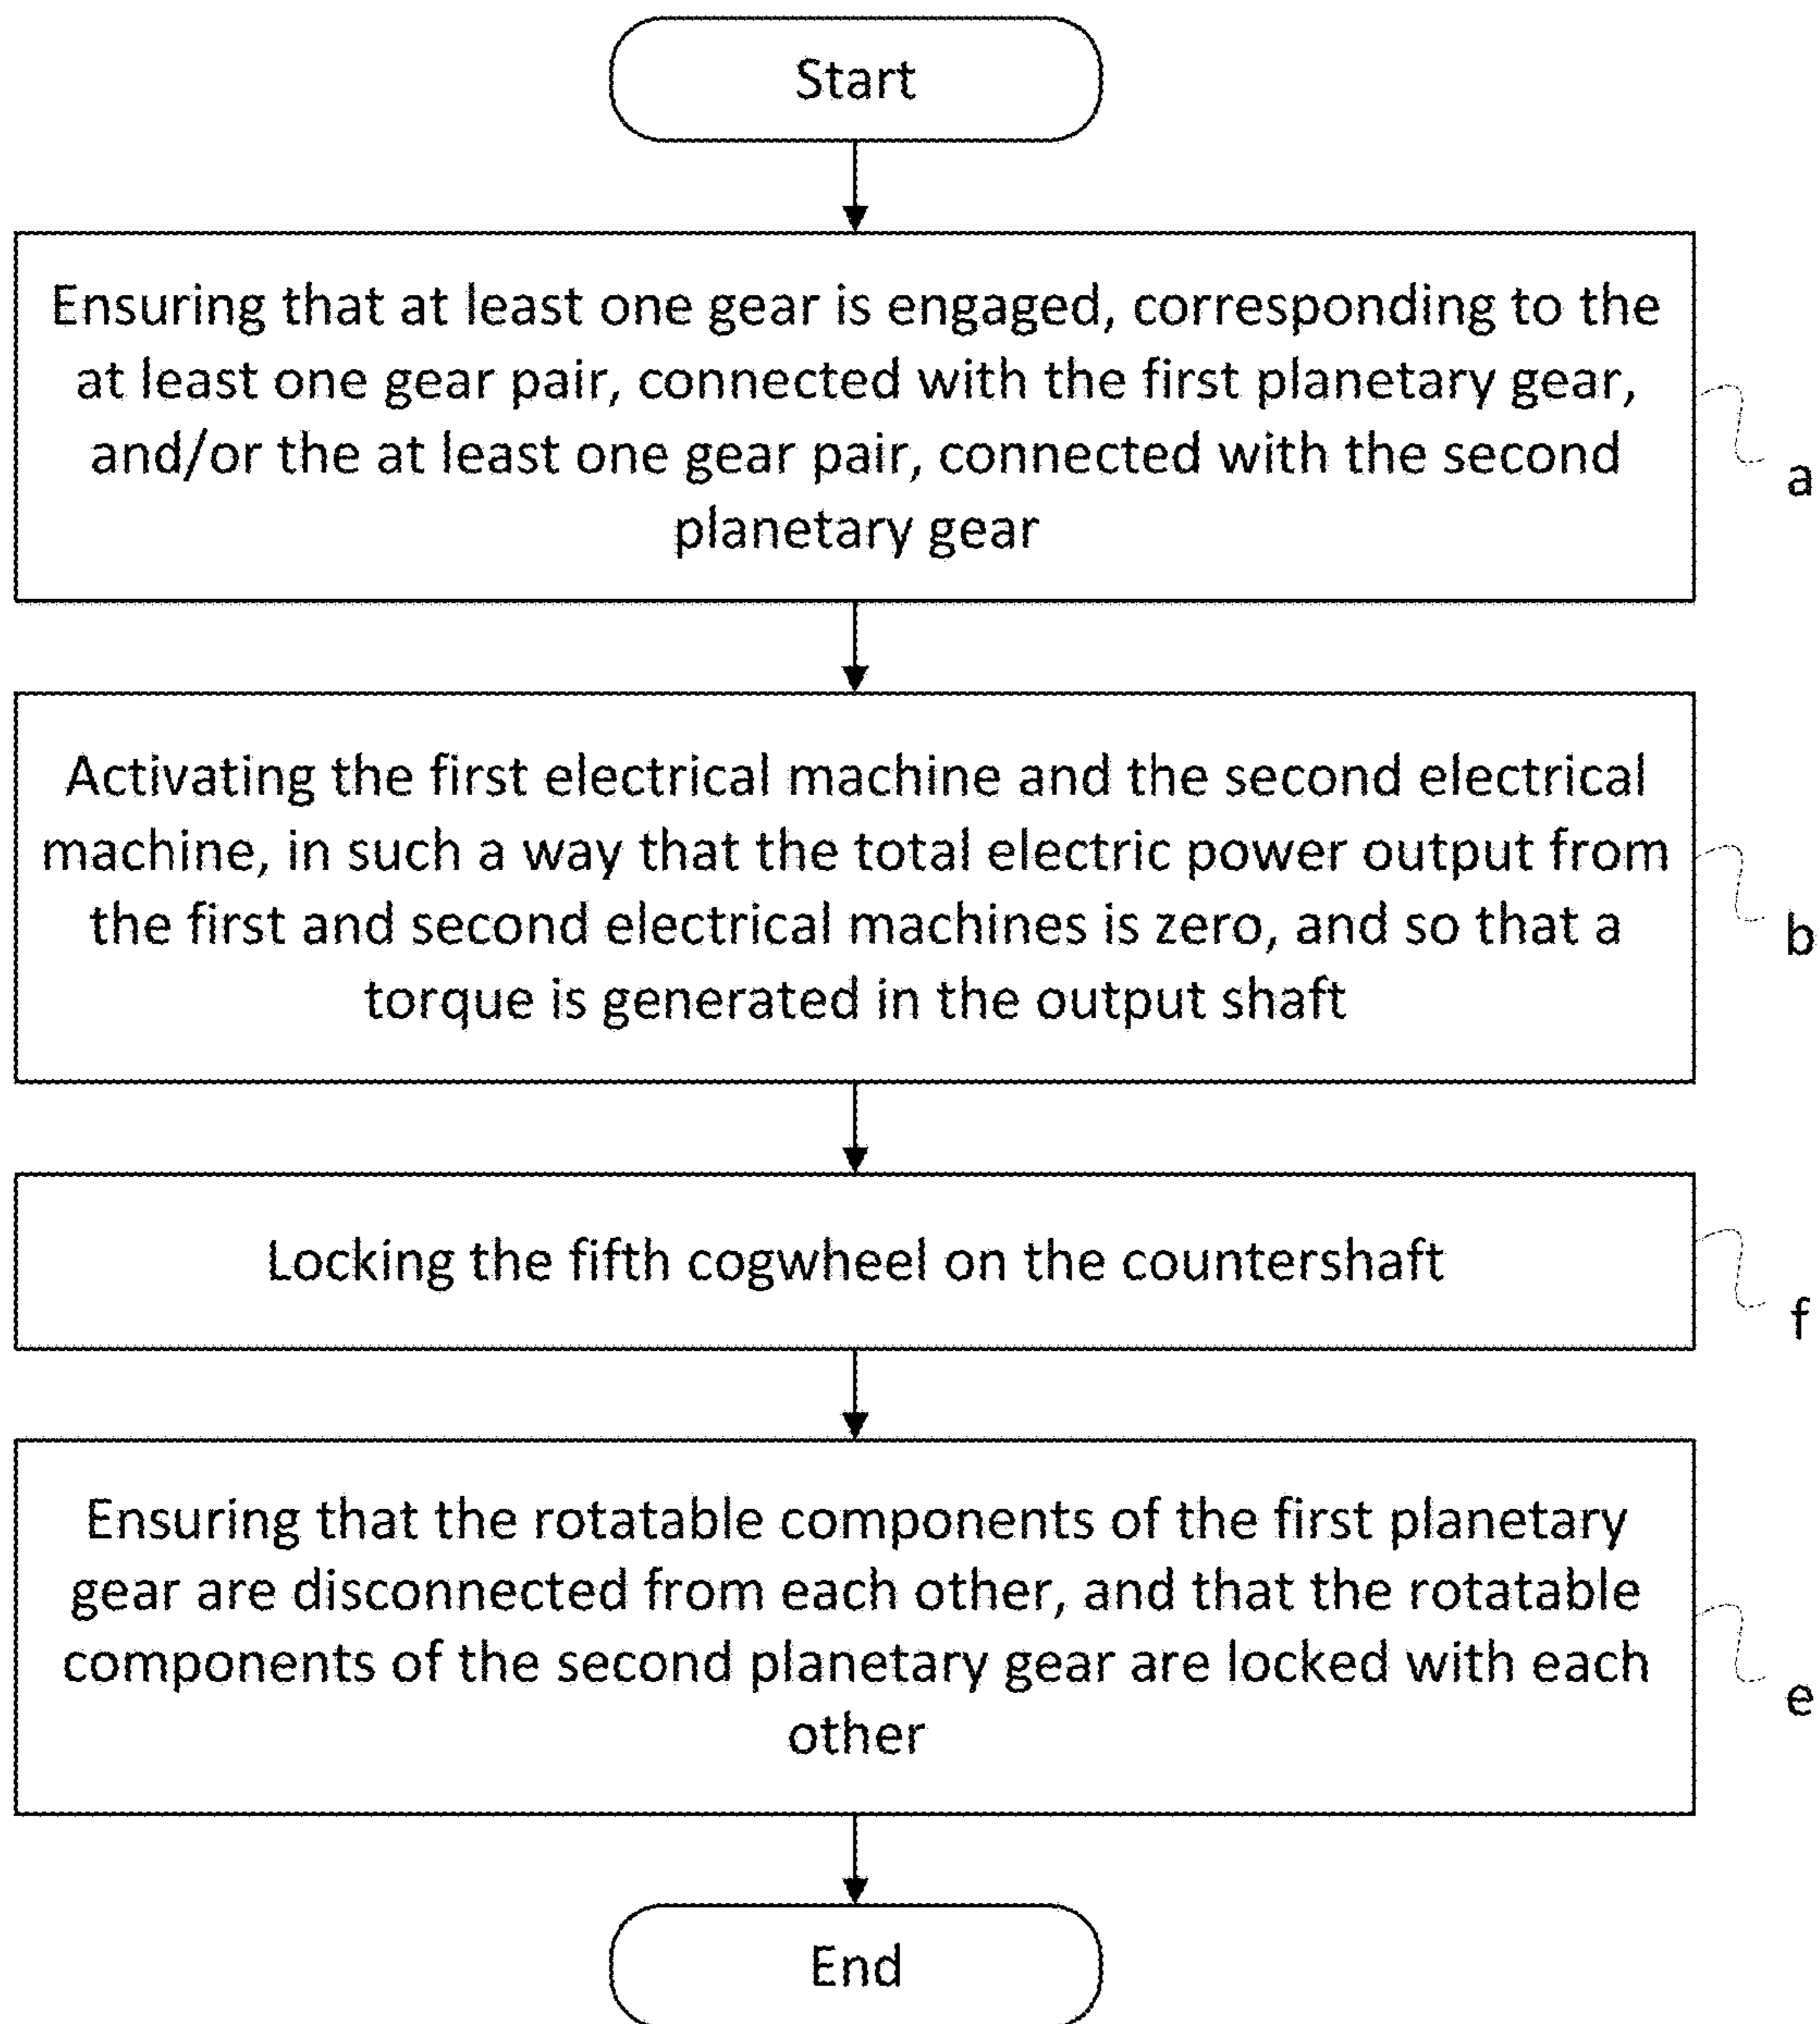 Start
Ensuring that at least one gear is engaged, corresponding to the
at least one gear pair, connected with the first planetary gear,
and/or the at least one gear pair, connected with the second
planetary gear
a
Activating the first electrical machine and the second electrical
machine, in such a way that the total electric power output from
the first and second electrical machines is zero, and so that a
torque is generated in the output shaft
b
Locking the fifth cogwheel on the countershaft
f
Ensuring that the rotatable components of the first planetary
gear are disconnected from each other, and that the rotatable
components of the second planetary gear are locked with each
other
e
End